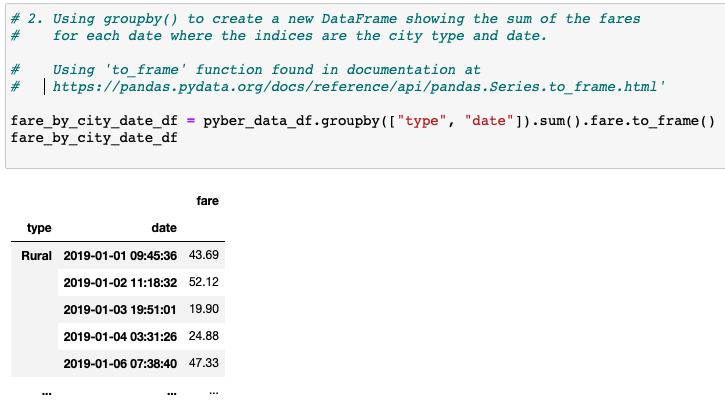 # 2. Using groupby() to create a new DataFrame showing the sum of the fares
#    for each date where the indices are the city type and date.
#    Using 'to_frame' function found in documentation at
#    https://pandas.pydata.org/docs/reference/api/pandas.Series.to_frame.html'
fare_by_city_date_df = pyber_data_df.groupby(["type", "date"]).sum().fare.to_frame()
fare_by_city_date_df
fare
type date
Rural 2019-01-01 09:45:36 43.69
2019-01-02 11:18:32 52.12
2019-01-03 19:51:01 19.90
2019-01-04 03:31:26 24.88
2019-01-06 07:38:40 47.33
... ... ...